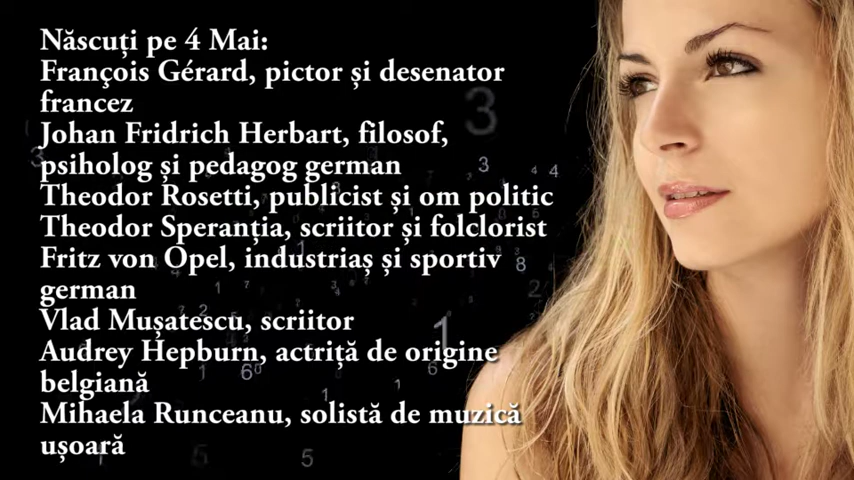 Născuți pe 4 Mai:
François Gérard, pictor și desenator
francez
Johan Fridrich Herbart, filosof,
psiholog și pedagog german
Theodor Rosetti, publicist și om politic
Theodor Speranția, scriitor și folclorist
Fritz von Opel, industriaș și sportiv
german
Vlad Mușatescu, scriitor
Audrey Hepburn, actriță de origine
belgiană
Mihaela Runceanu, solistă de muzică
ușoară